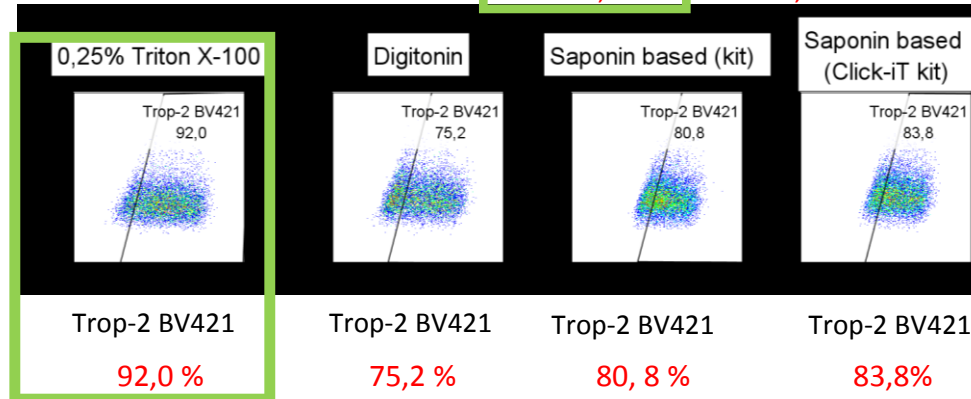 0,25% Triton X-100
Digitonin
Saponin based (kit)
Saponin based
(Click-iT kit)
Trop-2 BV421
92,0
Trop-2 BV421
75,2
Trop-2 BV421
80,8
Trop-2 BV421
83,8
Trop-2 BV421
Trop-2 BV421
Trop-2 BV421
Trop-2 BV421
92,0 %
75,2 %
80, 8 %
83,8%